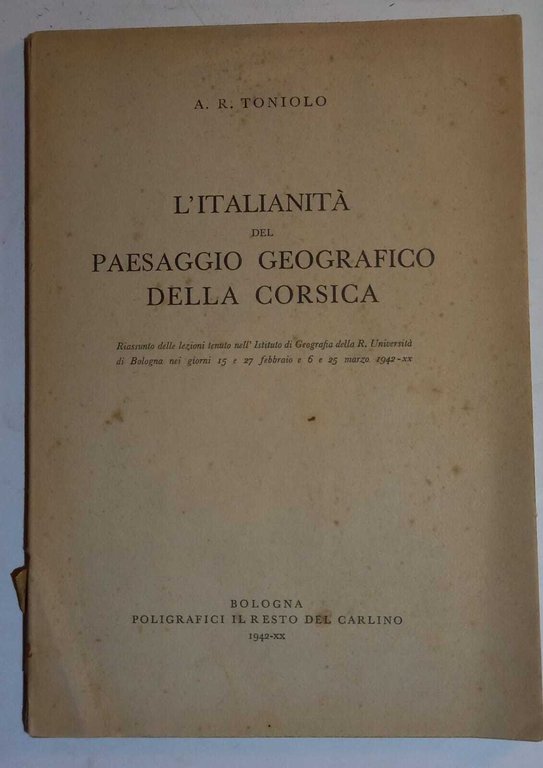 A. R. TONIOLO
L'ITALIANITÀ
DEL
PAESAGGIO GEOGRAFICO
DELLA CORSICA
Riassunto delle lezioni tenute nell' Istituto di Geografia della R. Università
di Bologna nei giorni 15 e 27 febbraio e 6 e 25 marzo 1942-XX
BOLOGNA
POLIGRAFICI IL RESTO DEL CARLINO
1942-XX